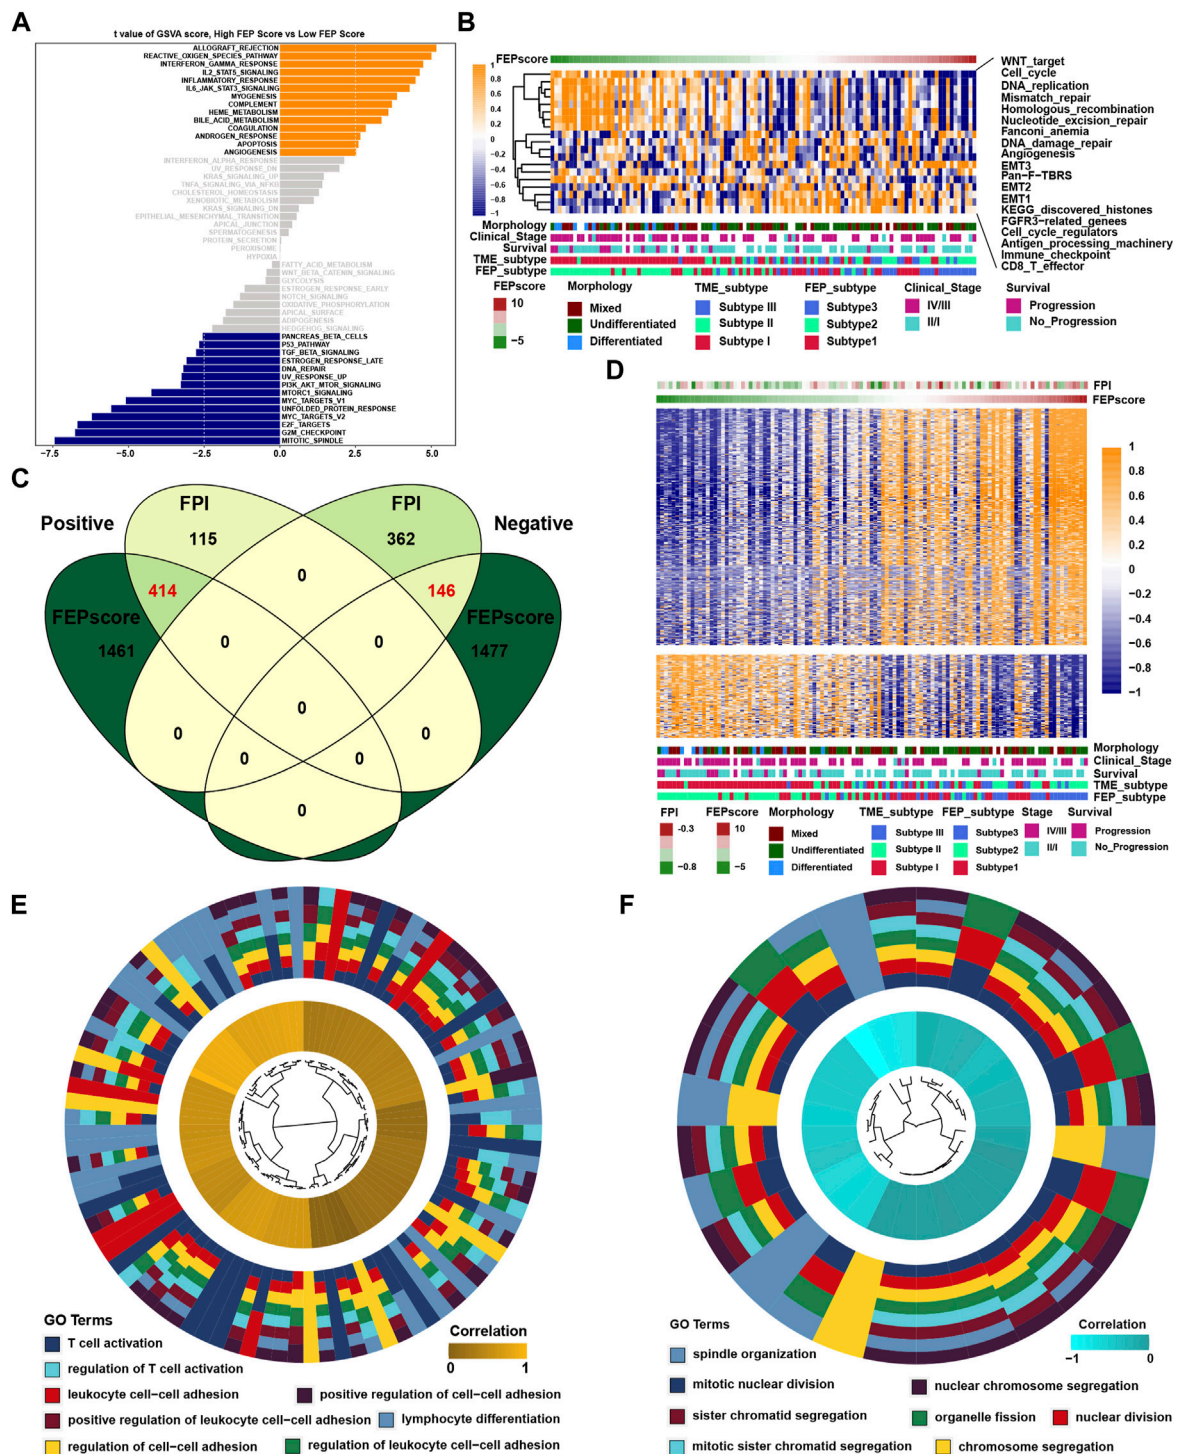 A
t value of GSVA score, High FEP Score vs Low FEP Score
ALLOGRAFT_REJECTION
REACTIVE_OXIGEN_SPECIES_PATHWAY
INTERFERON_GAMMA_RESPONSE
IL2_STAT5_SIGNALING
INFLAMMATORY_RESPONSE
IL6_JAK_STAT3_SIGNALING
MYOGENESIS
COMPLEMENT
HEME_METABOLISM
BILE_ACID_METABOLISM
COAGULATION
ANDROGEN_RESPONSE
APOPTOSIS
ANGIOGENESIS
INTERFERON_ALPHA_RESPONSE
UV_RESPONSE_DN
KRAS_SIGNALING_UP
TNFA_SIGNALING_VIA_NFKB
CHOLESTEROL_HOMEOSTASIS
XENOBIOTIC_METABOLISM
KRAS_SIGNALING_DN
EPITHELIAL_MESENCHYMAL_TRANSITION
APICAL_JUNCTION
SPERMATOGENESIS
PROTEIN_SECRETION
PEROXISOME
HYPOXIA
FATTY_ACID_METABOLISM
WNT_BETA_CATENIN_SIGNALING
GLYCOLYSIS
ESTROGEN_RESPONSE_EARLY
NOTCH_SIGNALING
OXIDATIVE_PHOSPHORYLATION
APICAL_SURFACE
ADIPOGENESIS
HEDGEHOG_SIGNALING
PANCREAS_BETA_CELLS
P53_PATHWAY
TGF_BETA_SIGNALING
ESTROGEN_RESPONSE_LATE
DNA_REPAIR
UV_RESPONSE_UP
PI3K_AKT_MTOR_SIGNALING
MTORC1_SIGNALING
MYC_TARGETS_V1
UNFOLDED_PROTEIN_RESPONSE
MYC_TARGETS_V2
E2F_TARGETS
G2M_CHECKPOINT
MITOTIC_SPINDLE
−7.5 −5.0 −2.5 0.0 2.5 5.0
B
FEPscore
1
0.8
0.6
0.4
0.2
0
−0.2
−0.4
−0.6
−0.8
−1
WNT_target
Cell_cycle
DNA_replication
Mismatch_repair
Homologous_recombination
Nucleotide_excision_repair
Fanconi_anemia
DNA_damage_repair
Angiogenesis
EMT3
Pan−F−TBRS
EMT2
EMT1
KEGG_discovered_histones
FGFR3−related_genees
Cell_cycle_regulators
Antigen_processing_machinery
Immune_checkpoint
CD8_T_effector
Morphology
Clinical_Stage
Survival
TME_subtype
FEP_subtype
FEPscore Morphology TME_subtype FEP_subtype Clinical_Stage Survival
10 Mixed Subtype III Subtype3 IV/III Progression
Undifferentiated Subtype II Subtype2 II/I No_Progression
−5 Differentiated Subtype I Subtype1
C
Positive Negative
FPI FPI
115 362
0
414 146
FEPscore FEPscore
1461 1477
0 0
0
0 0
0 0
0
D
FPI
FEPscore
1
0.8
0.6
0.4
0.2
0
−0.2
−0.4
−0.6
−0.8
−1
Morphology
Clinical_Stage
Survival
TME_subtype
FEP_subtype
FPI FEPscore Morphology TME_subtype FEP_subtype Stage Survival
-0.3 10 Mixed Subtype III Subtype3 IV/III Progression
Undifferentiated Subtype II Subtype2 II/I No_Progression
−0.8 −5 Differentiated Subtype I Subtype1
E
GO Terms
T cell activation
regulation of T cell activation
leukocyte cell−cell adhesion
positive regulation of cell−cell adhesion
positive regulation of leukocyte cell−cell adhesion
lymphocyte differentiation
regulation of cell−cell adhesion
regulation of leukocyte cell−cell adhesion
Correlation
0 1
F
GO Terms
spindle organization
mitotic nuclear division
nuclear chromosome segregation
sister chromatid segregation
organelle fission
nuclear division
mitotic sister chromatid segregation
chromosome segregation
Correlation
−1 0